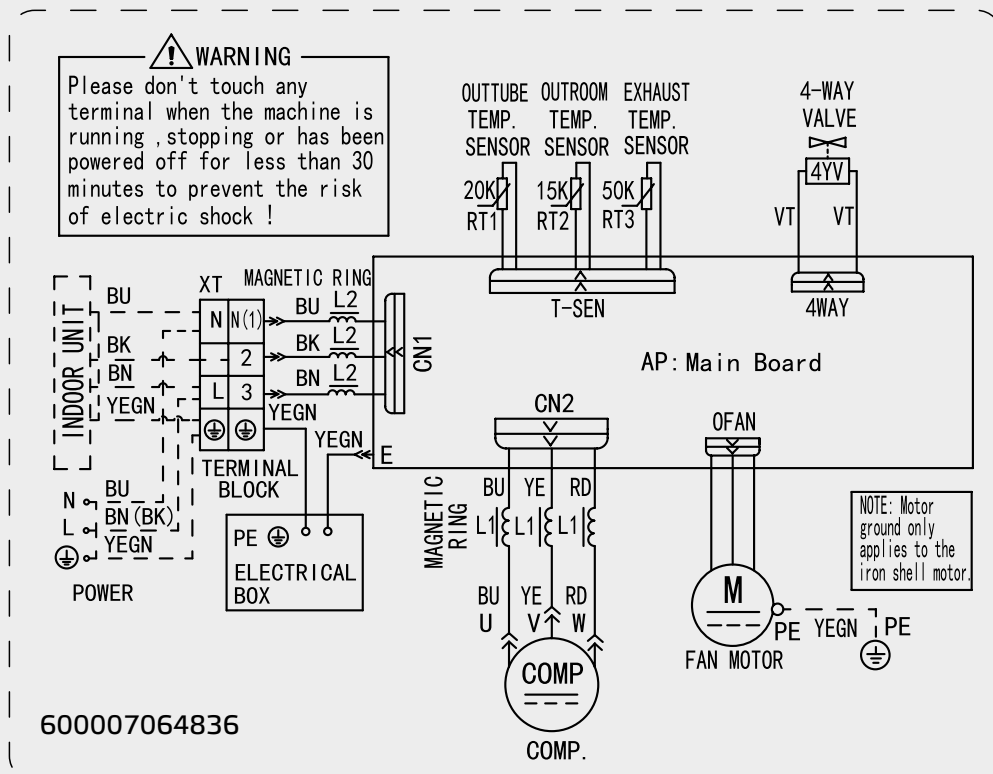 WARNING
Please don't touch any
terminal when the machine is
running ,stopping or has been
powered off for less than 30
minutes to prevent the risk
of electric shock !
OUTTUBE
TEMP.
SENSOR
OUTROOM
TEMP.
SENSOR
EXHAUST
TEMP.
SENSOR
4-WAY
VALVE
4YV
20K
RT1
15K
RT2
50K
RT3
VT VT
T-SEN
4WAY
INDOOR UNIT
BU
BK
BN
YEGN
XT
N N(1)
2
L 3
TERMINAL
BLOCK
MAGNETIC RING
BU L2
BK L2
BN L2
YEGN
CN1
YEGN
E
AP: Main Board
CN2
OFAN
N BU
L BN(BK)
YEGN
POWER
PE
ELECTRICAL
BOX
MAGNETIC
RING
BU YE RD
L1 L1 L1
BU YE RD
U V W
COMP
COMP.
M
FAN MOTOR
PE YEGN PE
NOTE: Motor
ground only
applies to the
iron shell motor.
600007064836